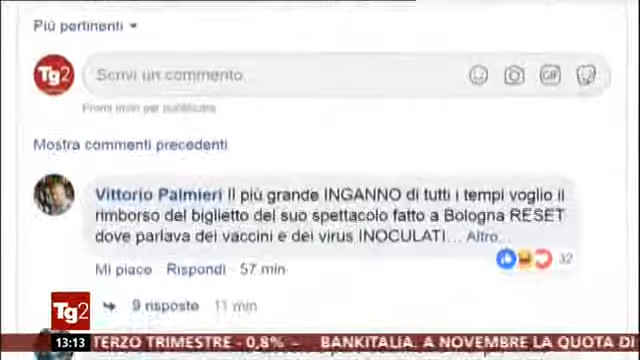 Più pertinenti
Tg2
Scrivi un commento
GIF
Premi Invio per pubblicare.
Mostra commenti precedenti
Vittorio Palmieri Il più grande INGANNO di tutti i tempi voglio il
rimborso del biglietto del suo spettacolo fatto a Bologna RESET
dove parlava dei vaccini e dei virus INOCULATI... Altro...
32
Mi piace Rispondi 57 min
9 risposte 11 min
Tg2
13:13 TERZO TRIMESTRE - 0,8% – BANKITALIA. A NOVEMBRE LA QUOTA DI